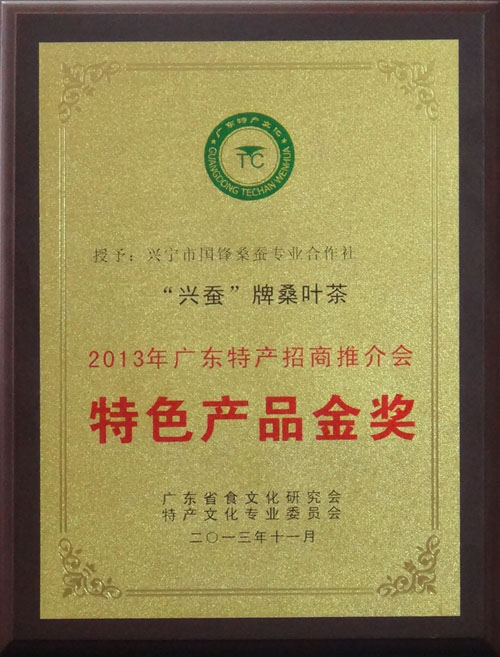 广东特产文化
TC
GUANGDONG TECHAN WENHUA
授予：兴宁市国锋桑蚕专业合作社
“兴蚕”牌桑叶茶
2013年广东特产招商推介会
特色产品金奖
广东省食文化研究会
特产文化专业委员会
二〇一三年十一月